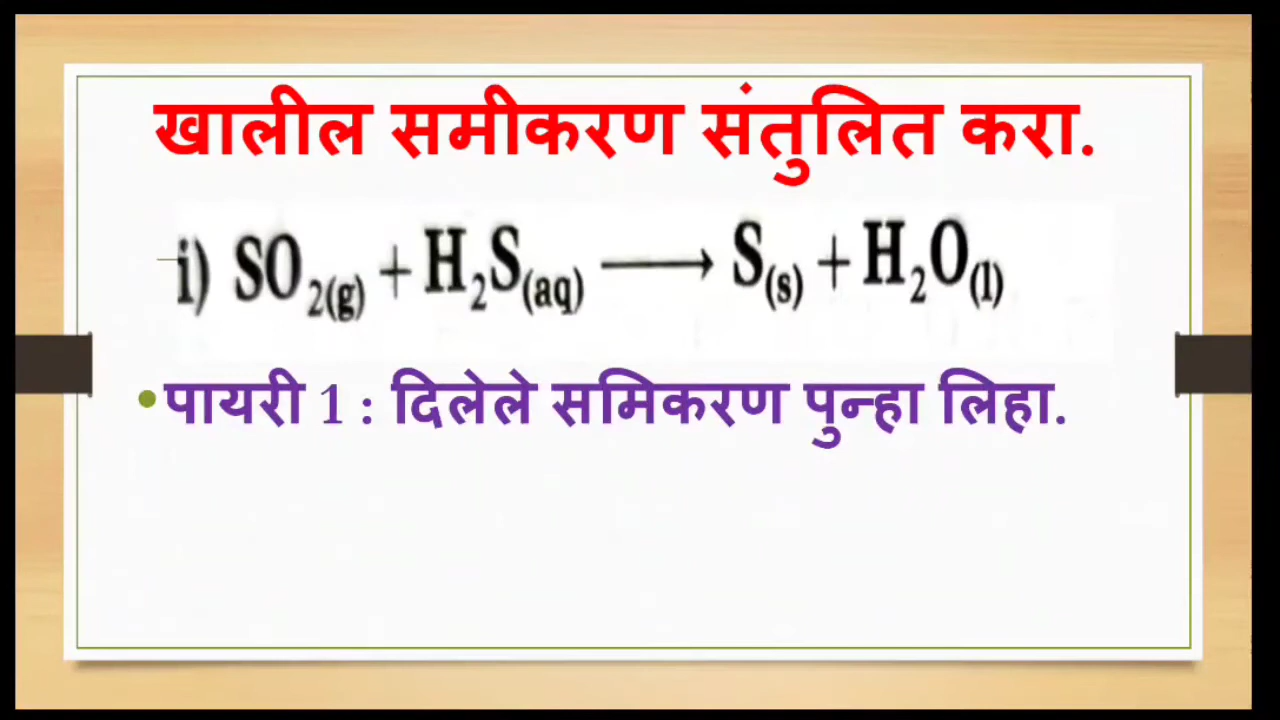 खालील समीकरण संतुलित करा.
i) SO₂(g) + H₂S(aq) ⟶ S(s) + H₂O(l)
• पायरी 1 : दिलेले समिकरण पुन्हा लिहा.